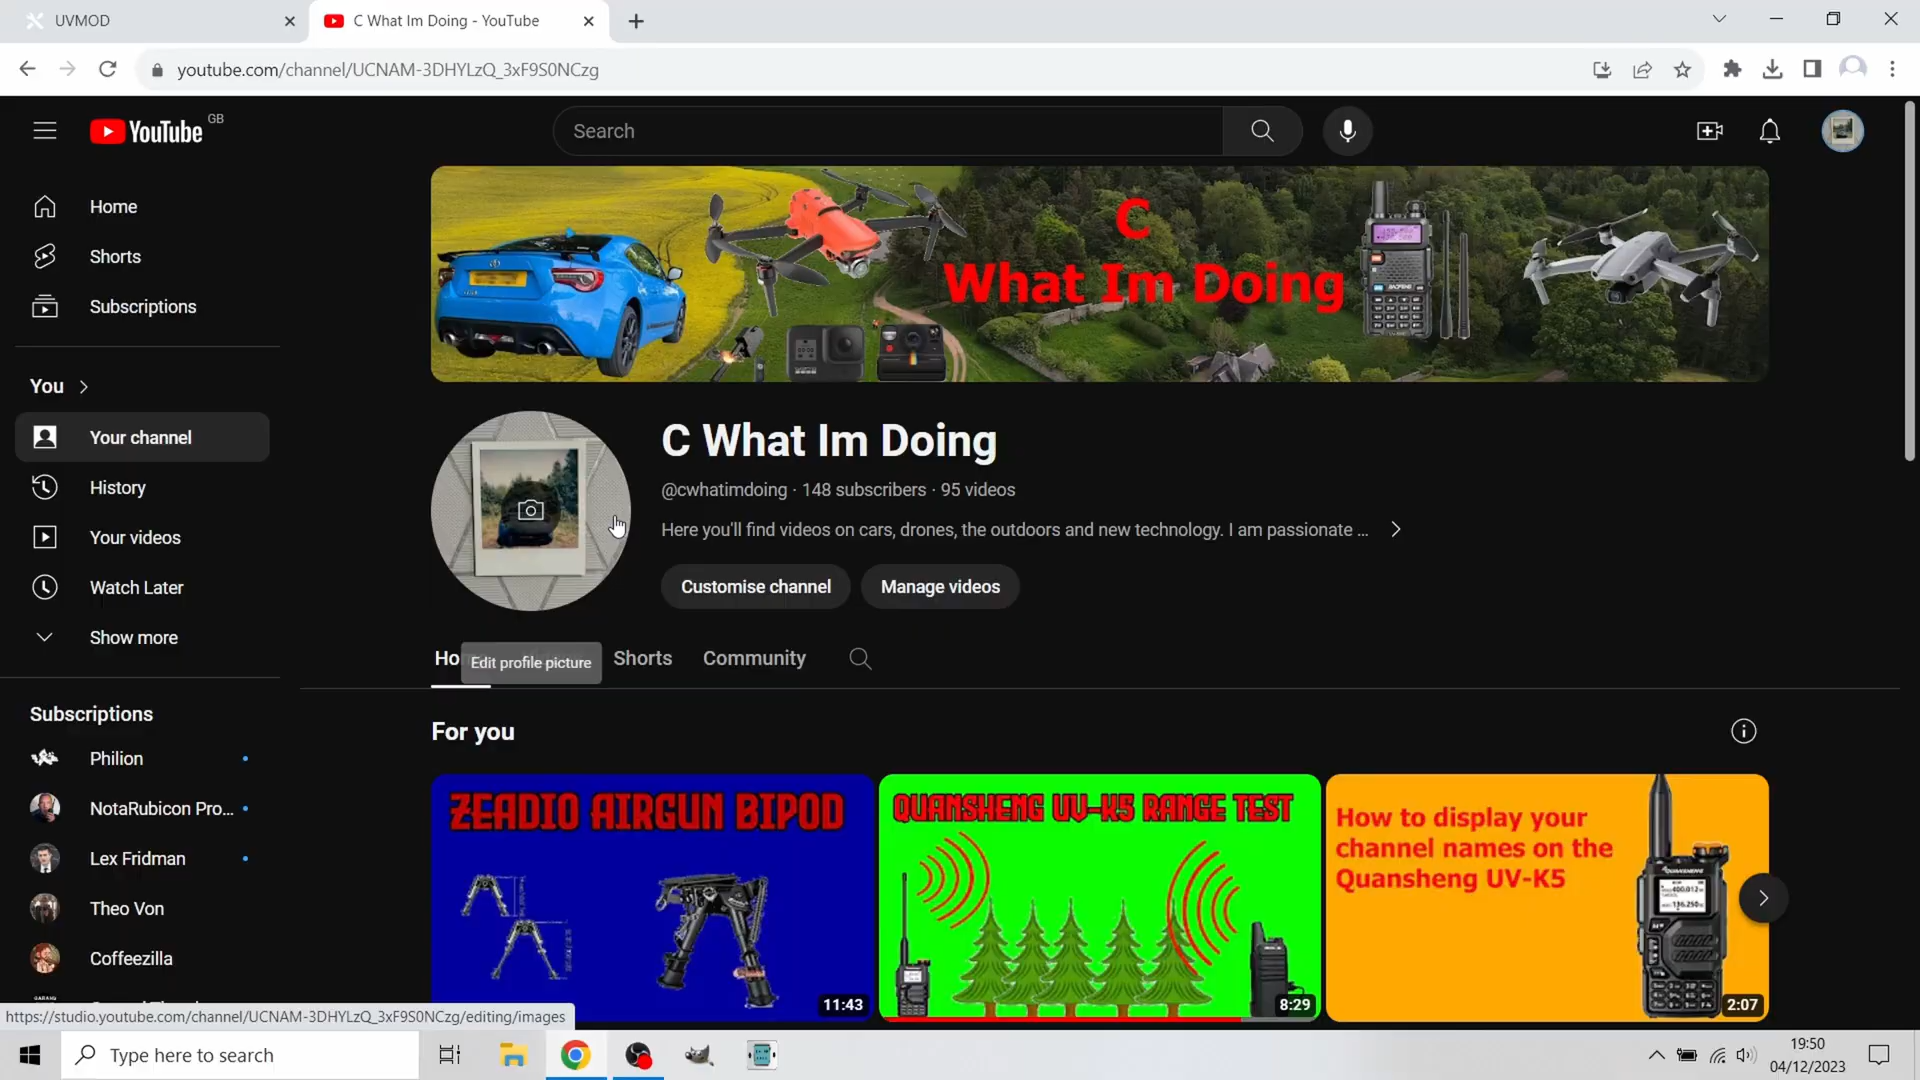 UVMOD
C What Im Doing - YouTube
youtube.com/channel/UCNAM-3DHYLzQ_3xF9S0NCzg
YouTube GB
Search
Home
Shorts
Subscriptions
You
Your channel
History
Your videos
Watch Later
Show more
Subscriptions
Philion
NotaRubicon Pro...
Lex Fridman
Theo Von
Coffeezilla
C
What Im Doing
C What Im Doing
@cwhatimdoing · 148 subscribers · 95 videos
Here you'll find videos on cars, drones, the outdoors and new technology. I am passionate ...
Customise channel
Manage videos
Ho
Edit profile picture
Shorts
Community
For you
ZEADIO AIRGUN BIPOD
11:43
QUANSHENG UV-K5 RANGE TEST
8:29
How to display your
channel names on the
Quansheng UV-K5
2:07
https://studio.youtube.com/channel/UCNAM-3DHYLzQ_3xF9S0NCzg/editing/images
Type here to search
19:50
04/12/2023